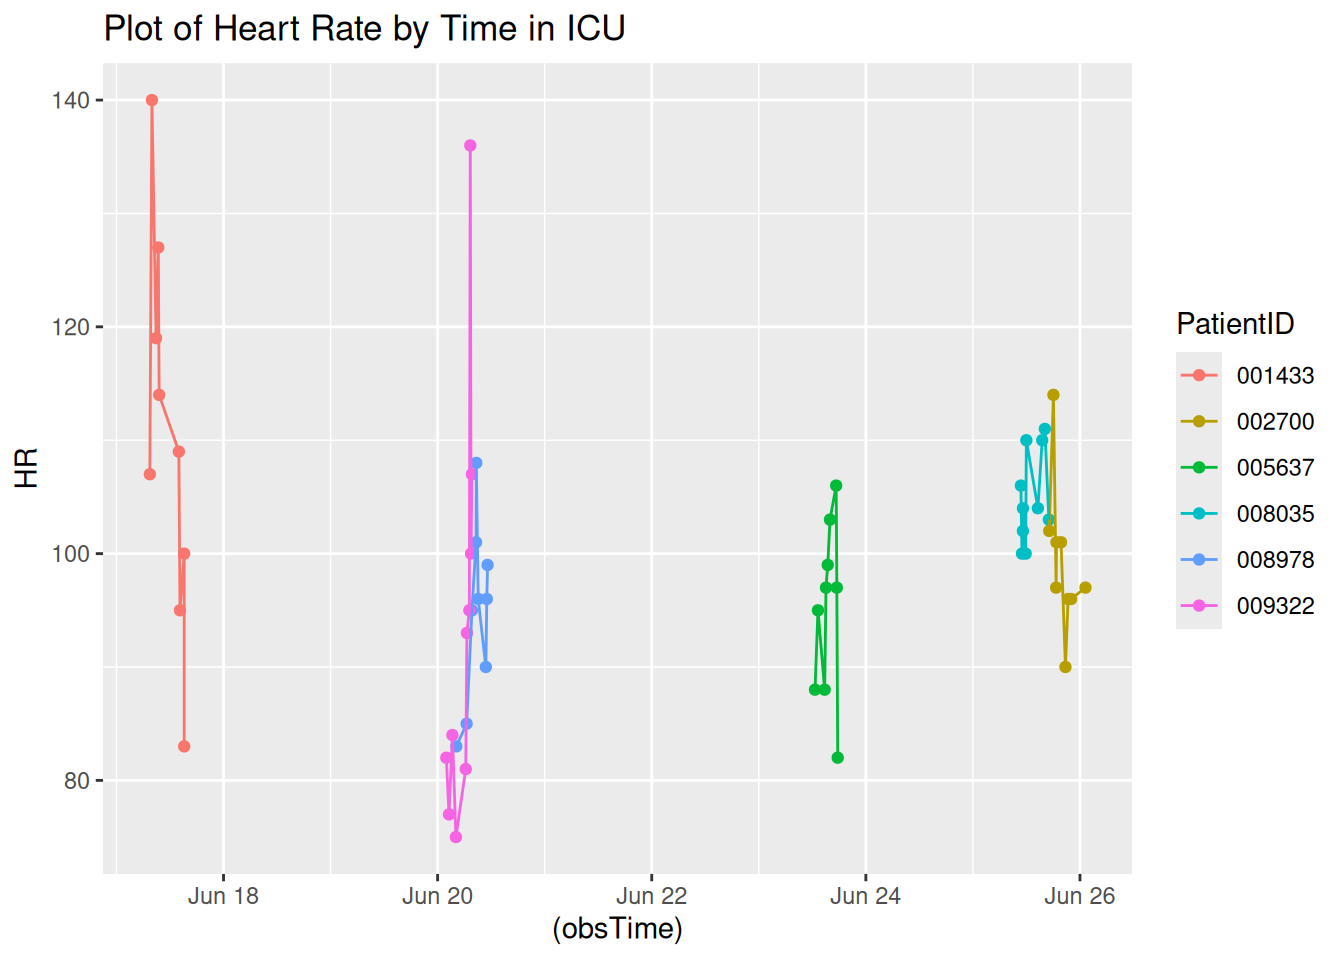 Plot of Heart Rate by Time in ICU
140
120
100
80
HR
Jun 18
Jun 20
Jun 22
Jun 24
Jun 26
(obsTime)
PatientID
001433
002700
005637
008035
008978
009322